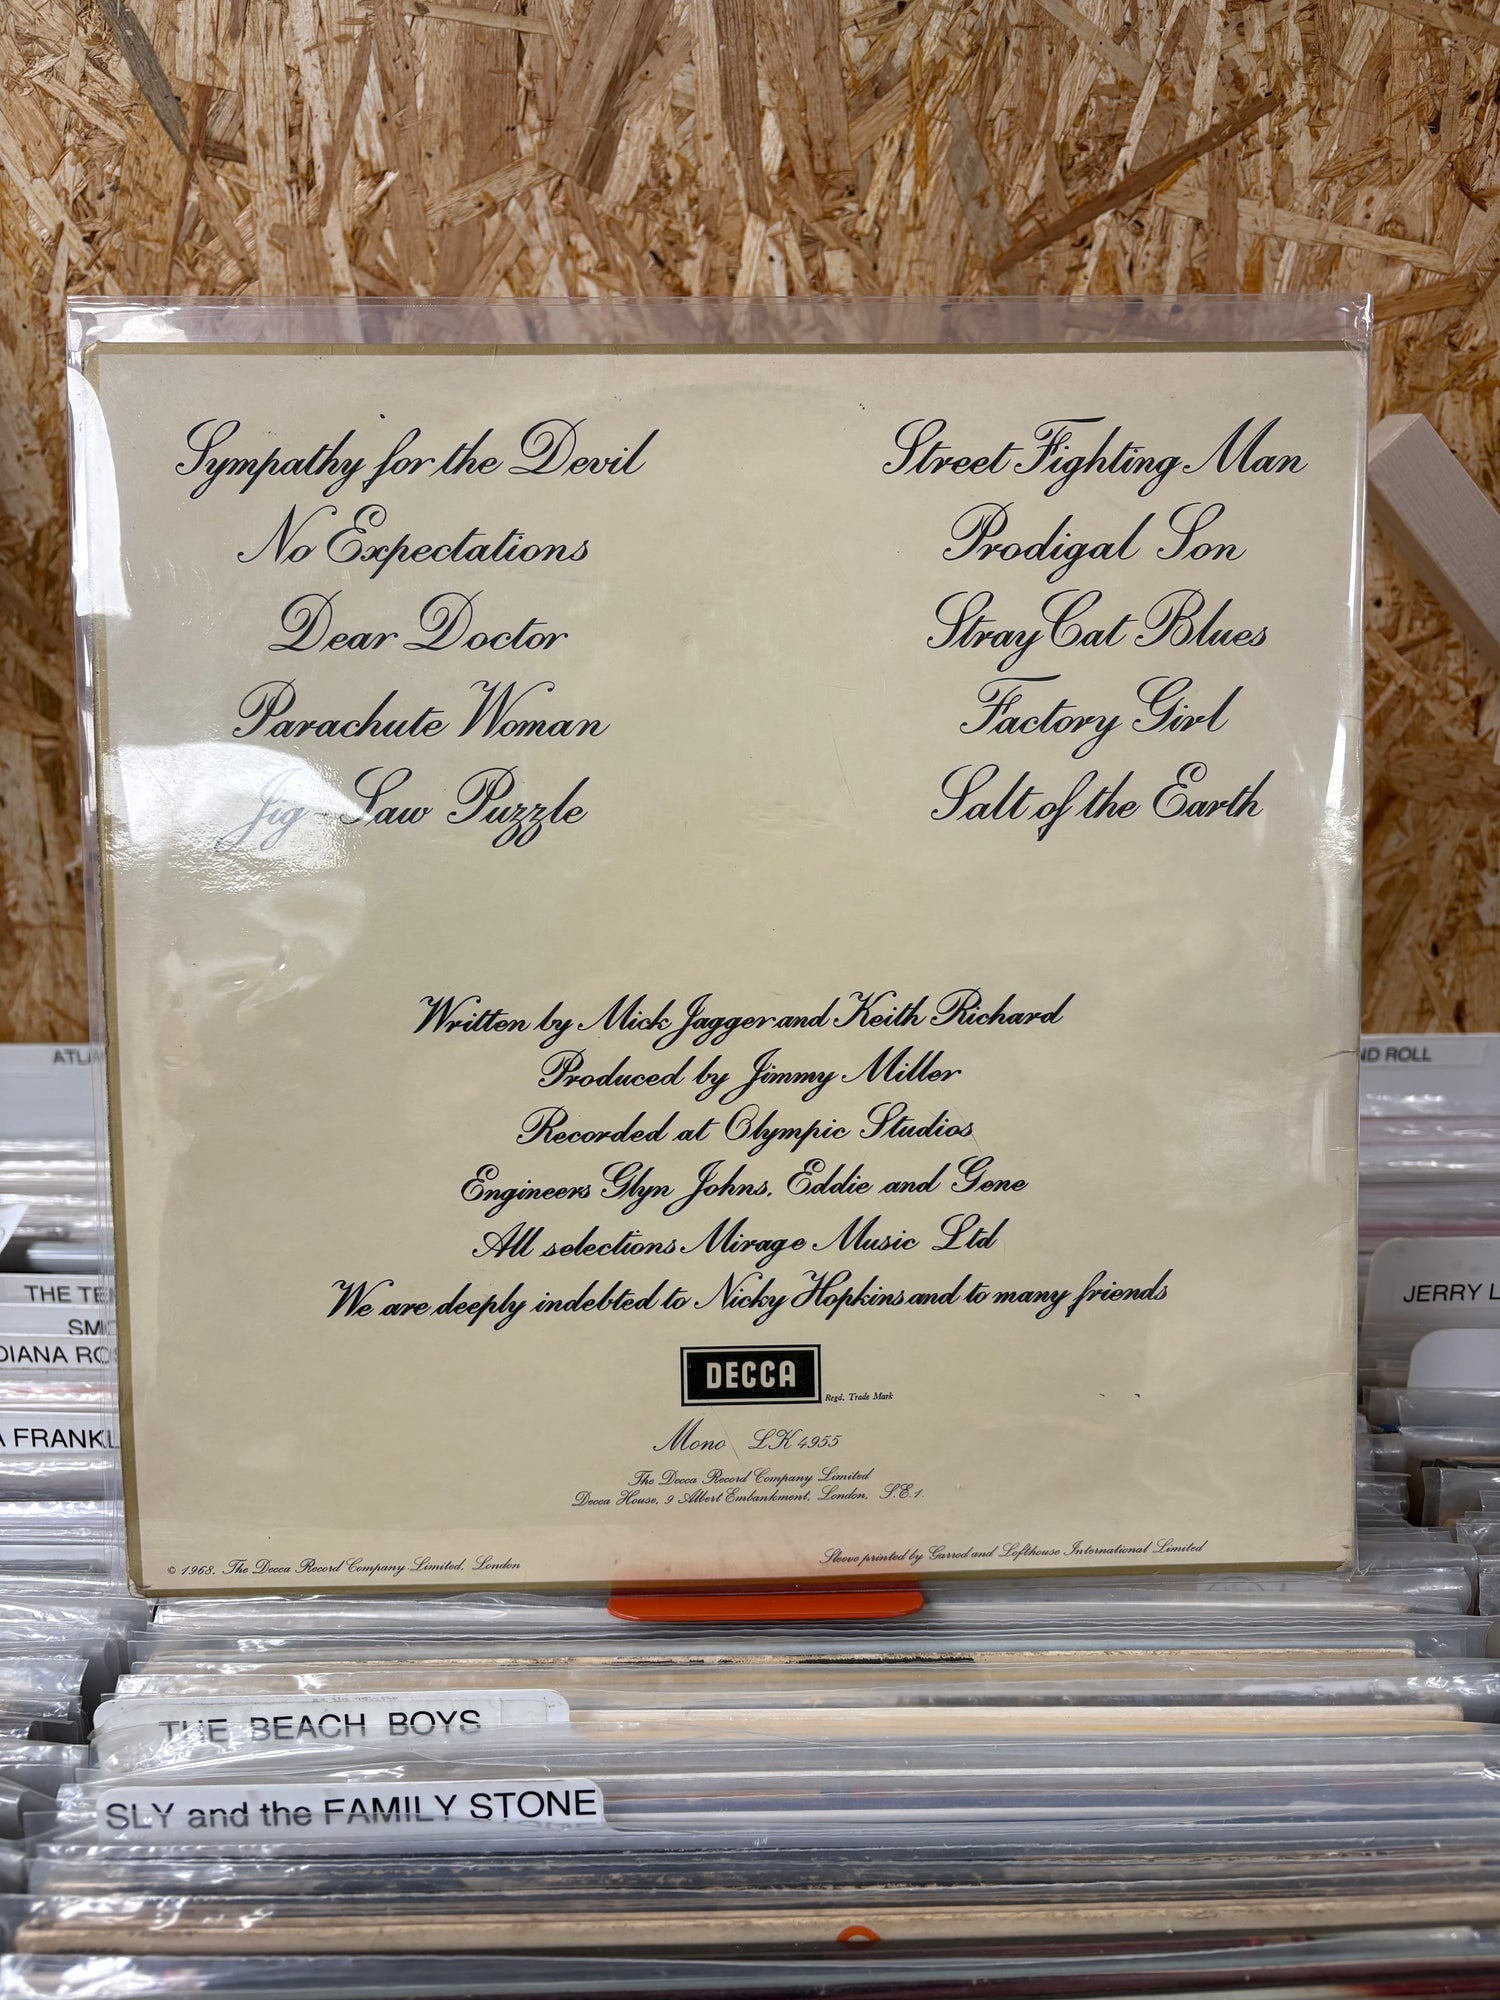 Sympathy for the Devil
No Expectations
Dear Doctor
Parachute Woman
Jig-Saw Puzzle
Street Fighting Man
Prodigal Son
Stray Cat Blues
Factory Girl
Salt of the Earth
Written by Mick Jagger and Keith Richard
Produced by Jimmy Miller
Recorded at Olympic Studios
Engineers Glyn Johns. Eddie and Gene
All selections Mirage Music Ltd
We are deeply indebted to Nicky Hopkins and to many friends
DECCA
Regd. Trade Mark
Mono LK 4955
The Decca Record Company Limited
Decca House, 9 Albert Embankment, London, S.E.1.
© 1968, The Decca Record Company Limited, London
Sleeve printed by Garrod and Lofthouse International Limited
ND ROLL
JERRY L
THE TE
SM
DIANA RO
A FRANKL
THE BEACH BOYS
SLY and the FAMILY STONE